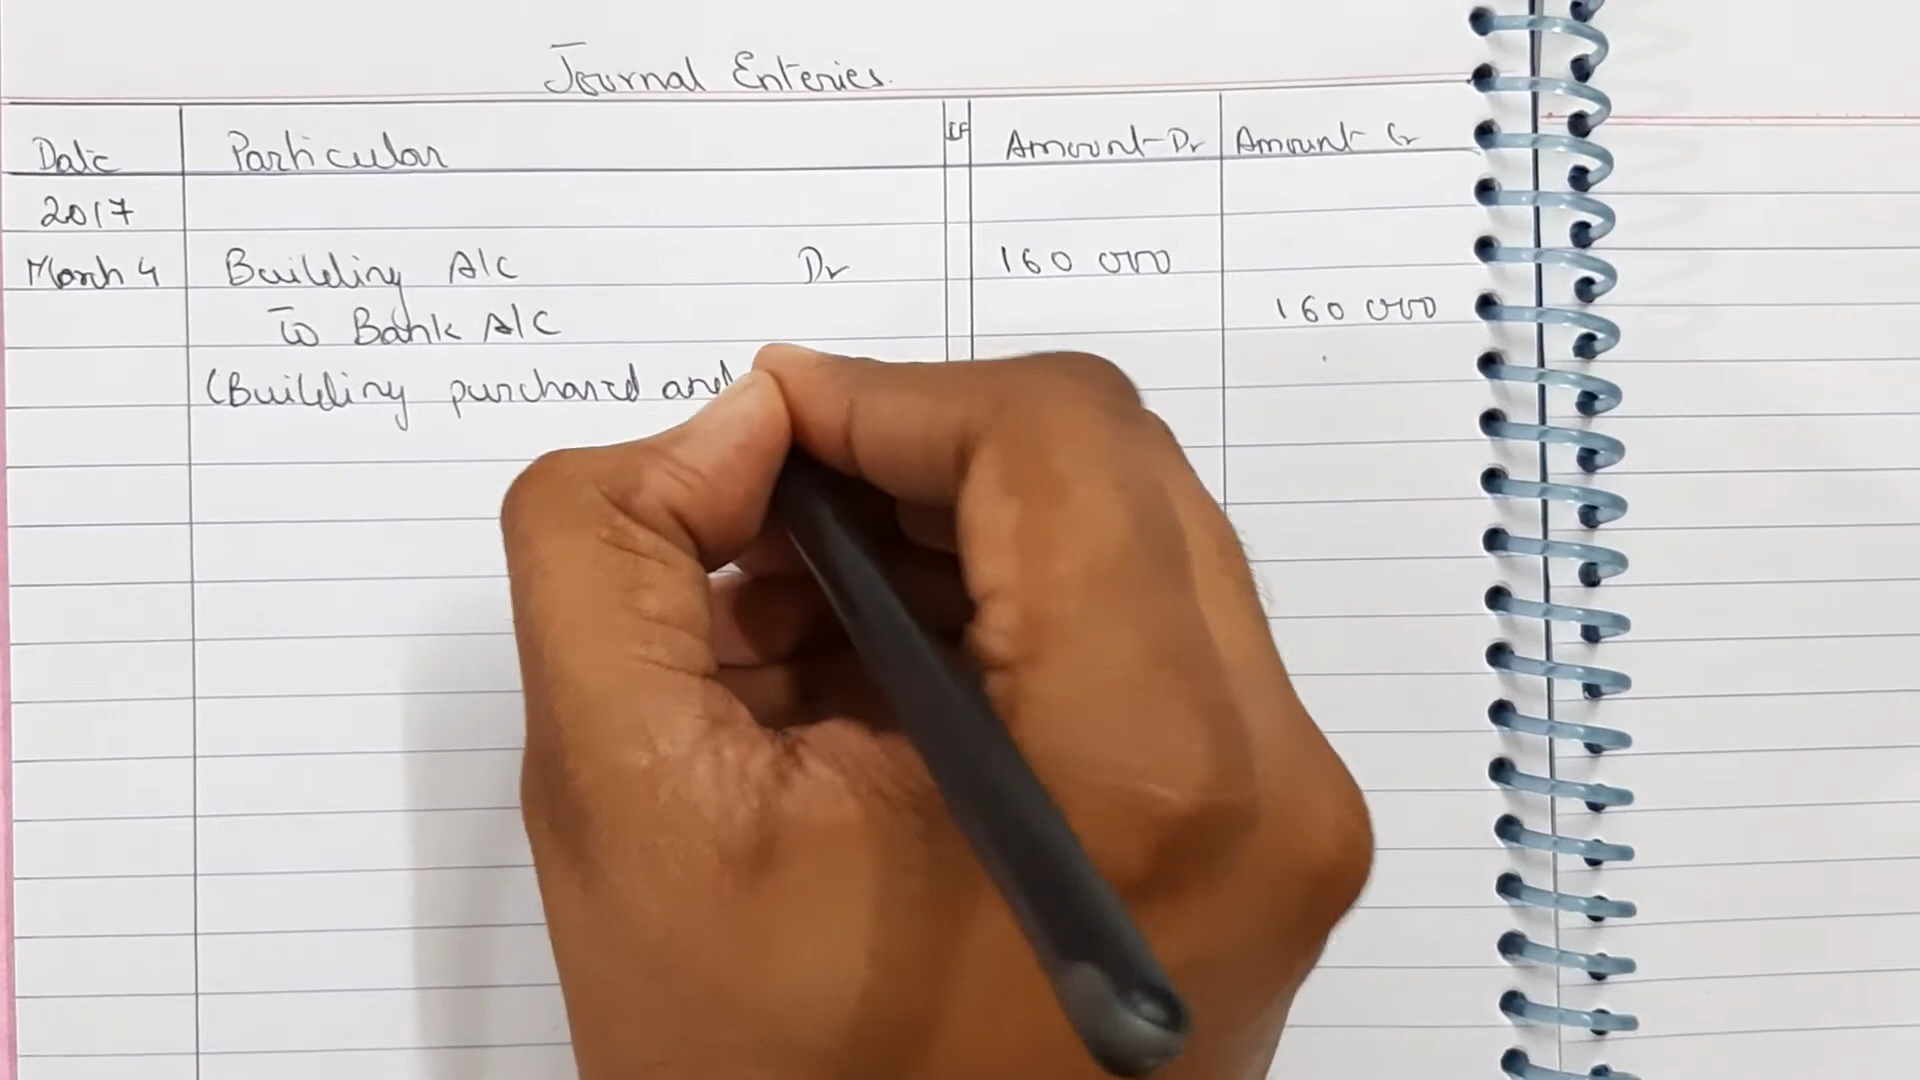 Journal Enteries.
Date Particular LF Amount Dr Amount Cr
2017
March 4 Building A/C Dr 160 000
To Bank A/C 160 000
(Building purchased and